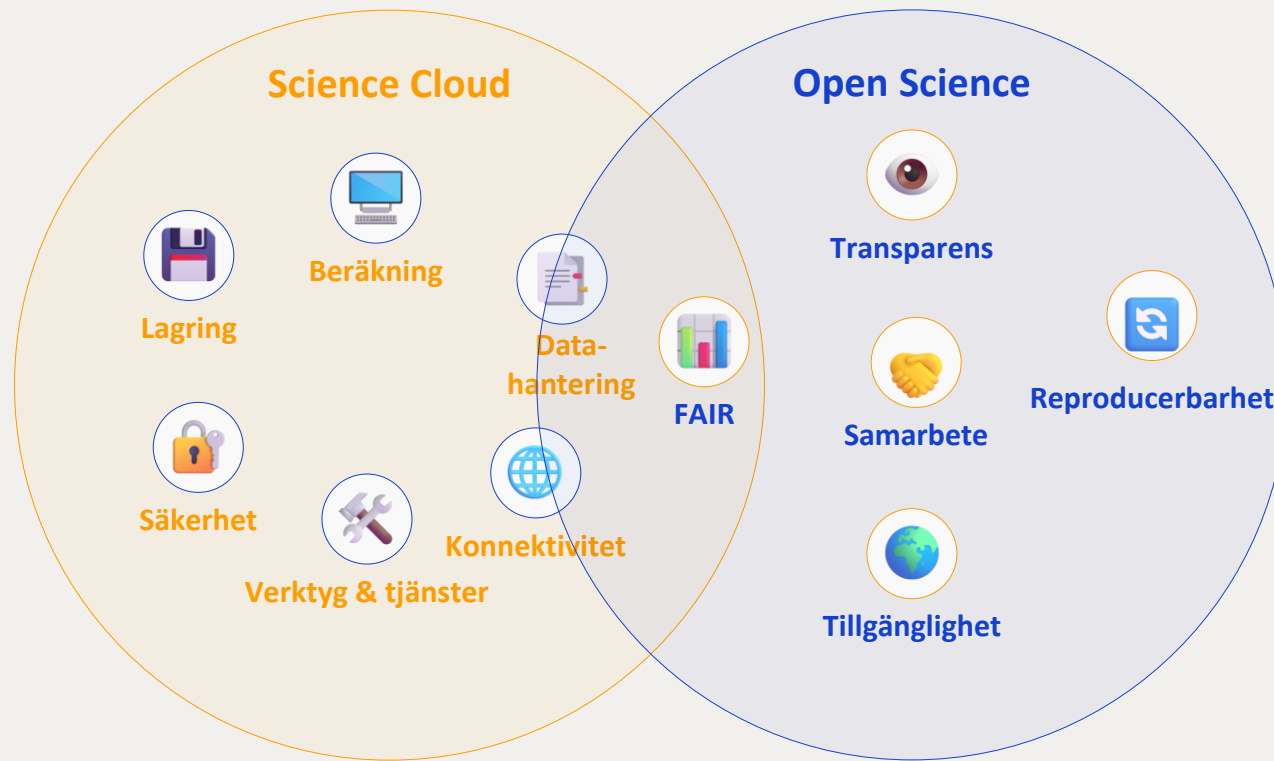 Science Cloud
Open Science
Beräkning
Lagring
Data-
hantering
Säkerhet
Verktyg & tjänster
Konnektivitet
FAIR
Transparens
Samarbete
Reproducerbarhet
Tillgänglighet